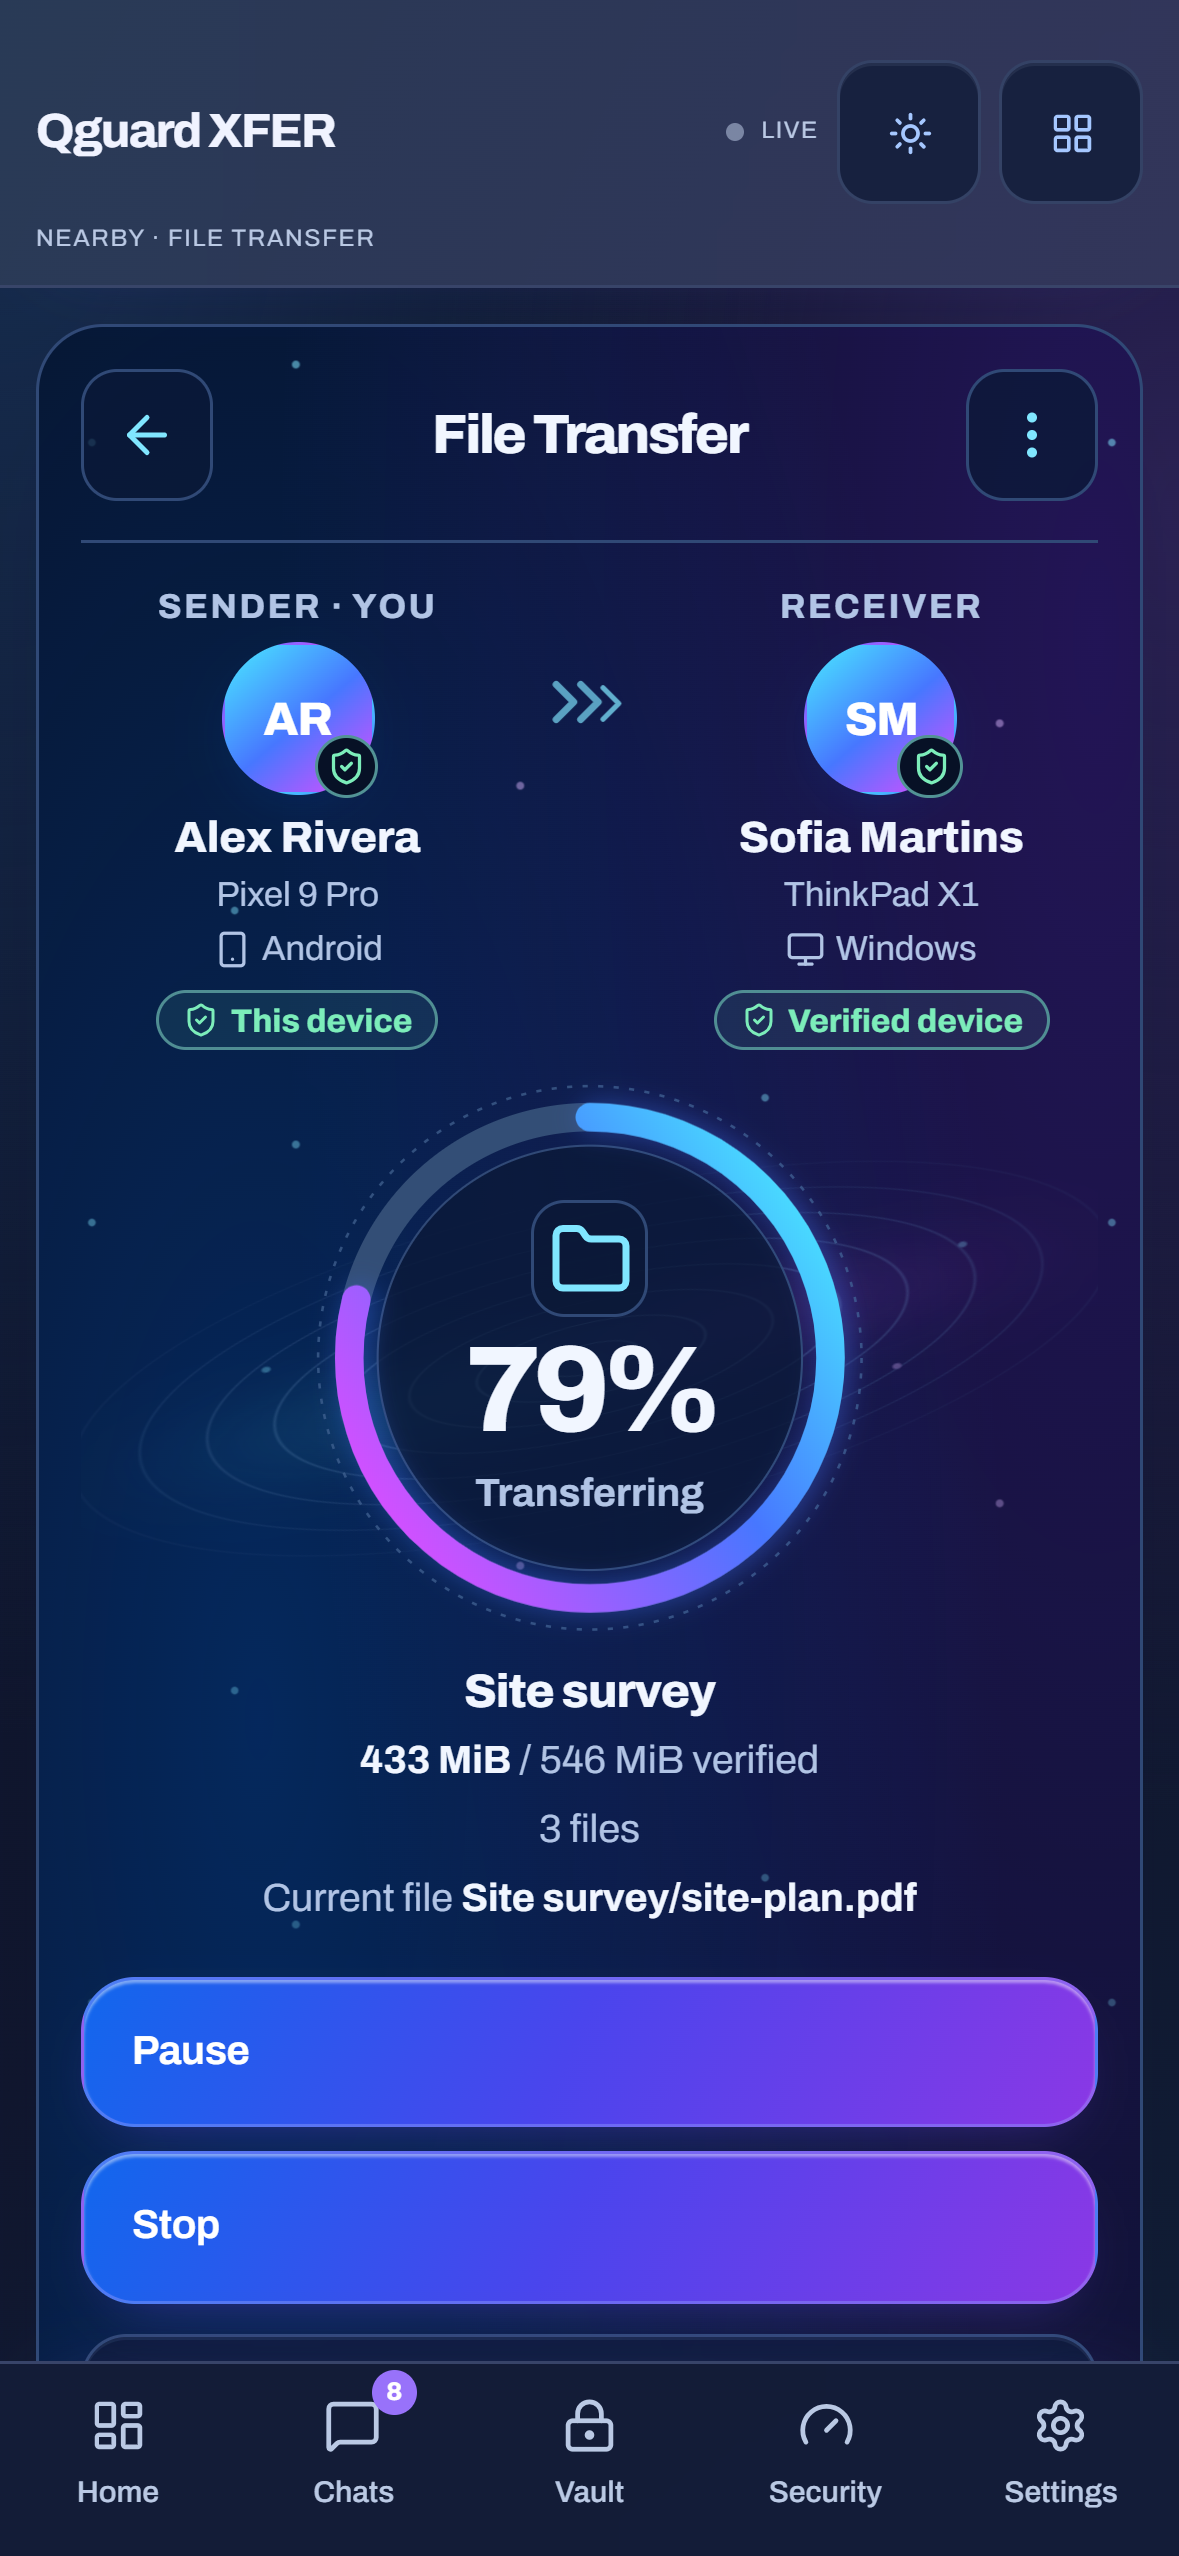 Qguard XFER
LIVE
NEARBY · FILE TRANSFER
File Transfer
SENDER · YOU
RECEIVER
AR
SM
Alex Rivera
Sofia Martins
Pixel 9 Pro
ThinkPad X1
Android
Windows
This device
Verified device
79%
Transferring
Site survey
433 MiB / 546 MiB verified
3 files
Current file Site survey/site-plan.pdf
Pause
Stop
8
Home
Chats
Vault
Security
Settings